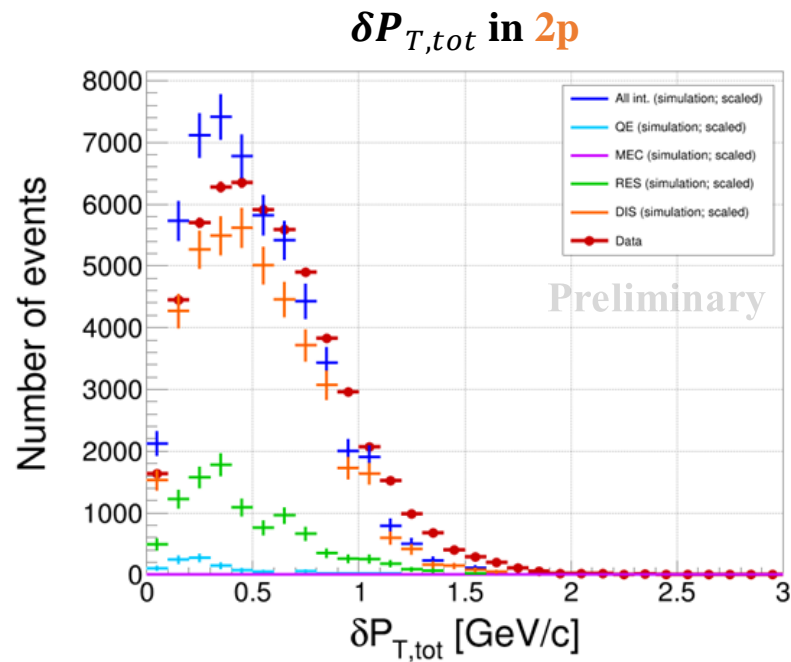 δP_{T,tot} in 2p
8000
7000
6000
5000
4000
3000
2000
1000
0
Number of events
All int. (simulation; scaled)
QE (simulation; scaled)
MEC (simulation; scaled)
RES (simulation; scaled)
DIS (simulation; scaled)
Data
Preliminary
0 0.5 1 1.5 2 2.5 3
δP_{T,tot} [GeV/c]